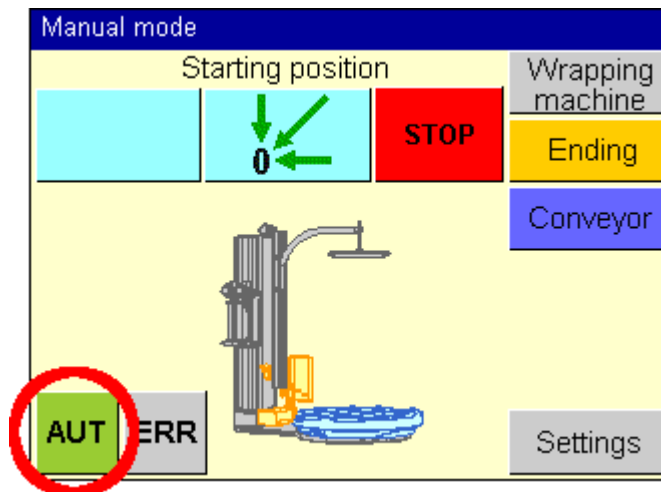 Manual mode
Starting position
Wrapping
machine
0
STOP
Ending
Conveyor
AUT
ERR
Settings